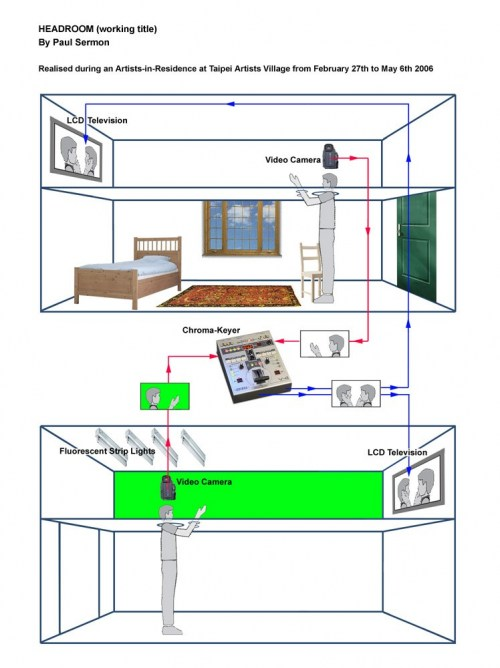 HEADROOM (working title)
By Paul Sermon
Realised during an Artists-in-Residence at Taipei Artists Village from February 27th to May 6th 2006
LCD Television
Video Camera
Chroma-Keyer
Fluorescent Strip Lights
LCD Television
Video Camera